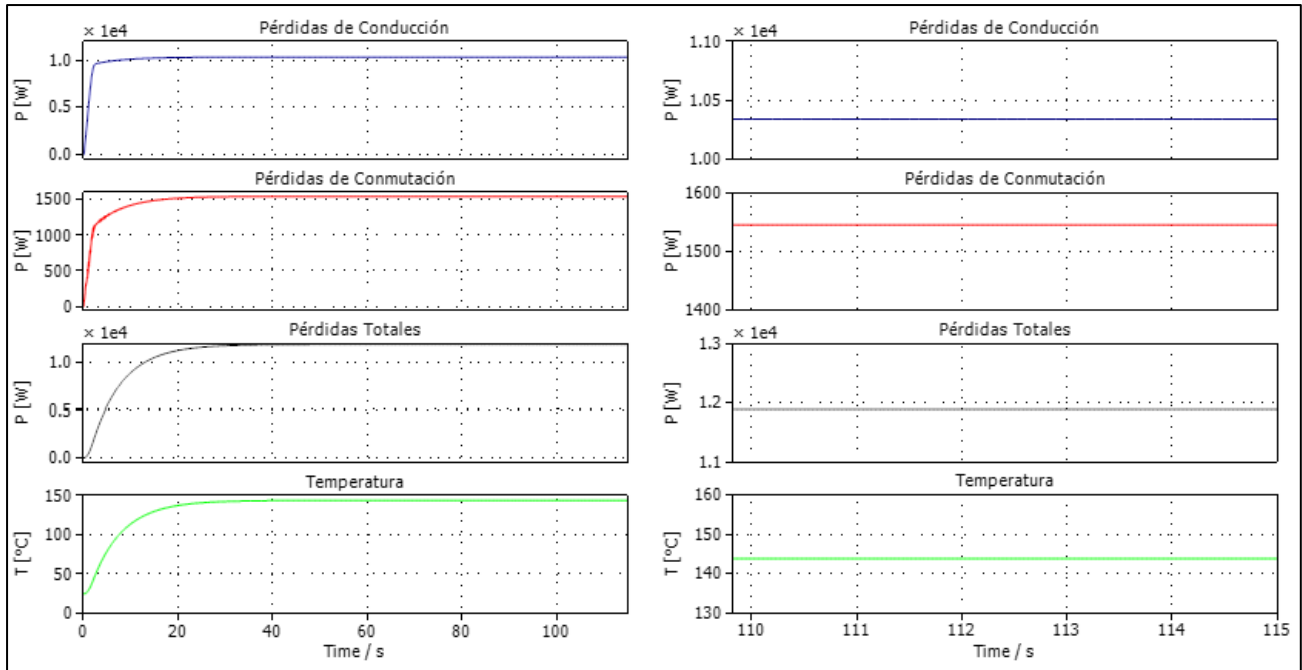 Pérdidas de Conducción
× 1e4
1.0
0.5
0.0
P [W]
Pérdidas de Conmutación
1500
1000
500
0
P [W]
Pérdidas Totales
× 1e4
1.0
0.5
0.0
P [W]
Temperatura
150
100
50
0
T [ºC]
0 20 40 60 80 100
Time / s
Pérdidas de Conducción
× 1e4
1.10
1.05
1.00
P [W]
Pérdidas de Conmutación
1600
1500
1400
P [W]
Pérdidas Totales
× 1e4
1.3
1.2
1.1
P [W]
Temperatura
160
150
140
130
T [ºC]
110 111 112 113 114 115
Time / s